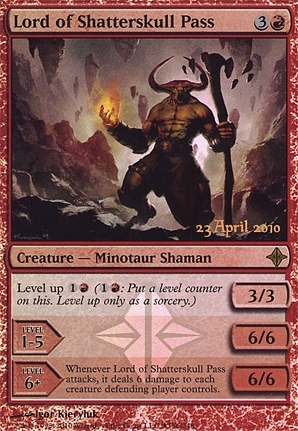 Lord of Shatterskull Pass 3
23 April 2010
Creature — Minotaur Shaman
Level up 1 (1 : Put a level counter
on this. Level up only as a sorcery.)
3/3
LEVEL
1-5
6/6
LEVEL
6+
Whenever Lord of Shatterskull Pass
attacks, it deals 6 damage to each
creature defending player controls.
6/6
Igor Kieryluk